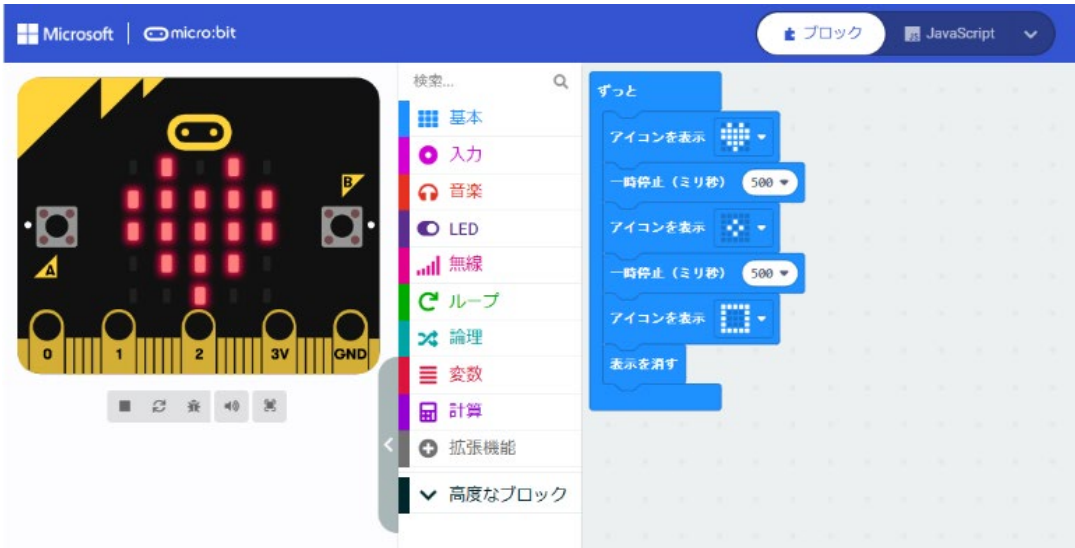 Microsoft | micro:bit
ブロック
JavaScript
B
A
0 1 2 3V GND
検索...
基本
入力
音楽
LED
無線
ループ
論理
変数
計算
拡張機能
高度なブロック
ずっと
アイコンを表示
一時停止（ミリ秒） 500
アイコンを表示
一時停止（ミリ秒） 500
アイコンを表示
表示を消す